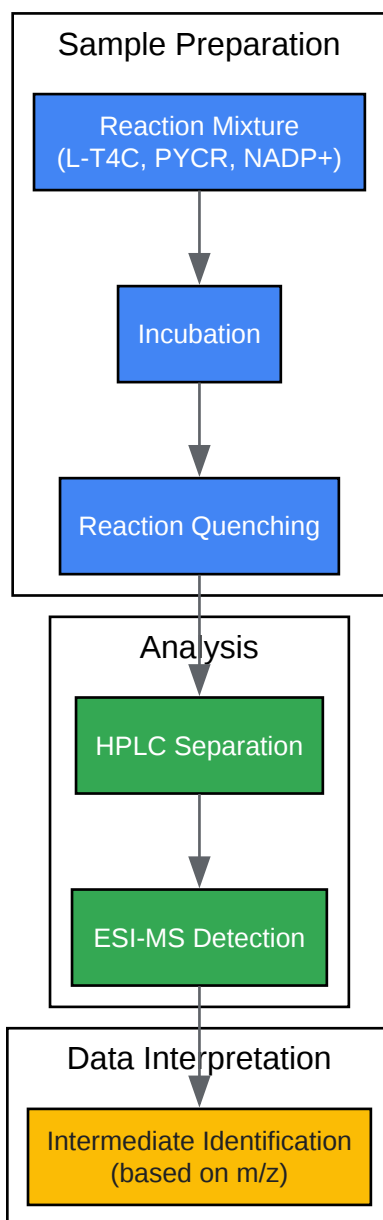 Sample Preparation
Reaction Mixture
(L-T4C, PYCR, NADP+)
Incubation
Reaction Quenching
Analysis
HPLC Separation
ESI-MS Detection
Data Interpretation
Intermediate Identification
(based on m/z)